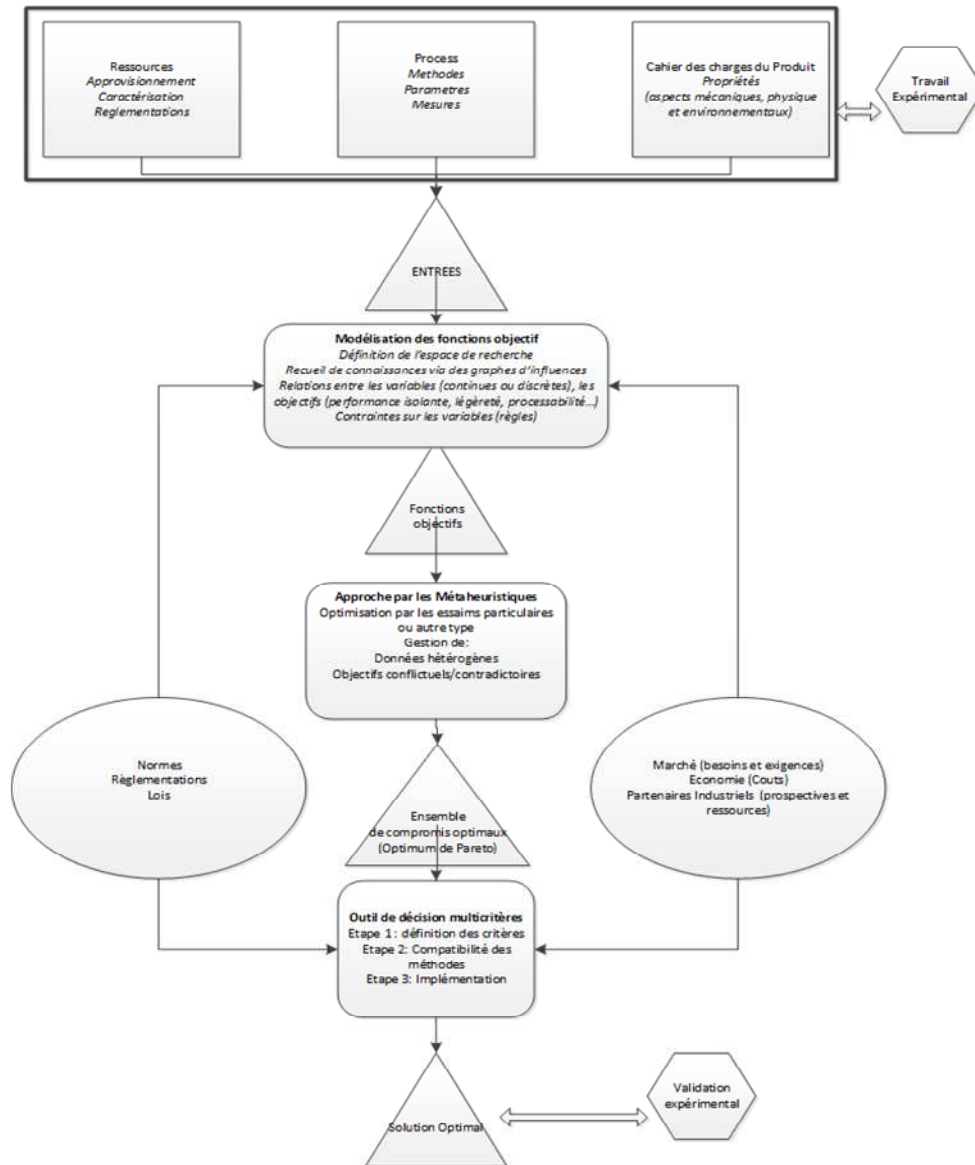 Ressources
Approvisionnement
Caractérisation
Reglementations
Process
Methodes
Parametres
Mesures
Cahier des charges du Produit
Propriétés
(aspects mécaniques, physique
et environnementaux)
Travail
Expérimental
ENTREES
Modélisation des fonctions objectif
Définition de l'espace de recherche
Recueil de connaissances via des graphes d'influences
Relations entre les variables (continues ou discrètes), les
objectifs (performance isolante, légèreté, processabilité...)
Contraintes sur les variables (règles)
Fonctions
objectifs
Approche par les Métaheuristiques
Optimisation par les essaims particulaires
ou autre type
Gestion de:
Données hétérogènes
Objectifs conflictuels/contradictoires
Normes
Règlementations
Lois
Marché (besoins et exigences)
Economie (Couts)
Partenaires Industriels (prospectives et
ressources)
Ensemble
de compromis optimaux
(Optimum de Pareto)
Outil de décision multicritères
Etape 1 : définition des critères
Etape 2: Compatibilité des
méthodes
Etape 3: Implémentation
Validation
expérimental
Solution Optimal